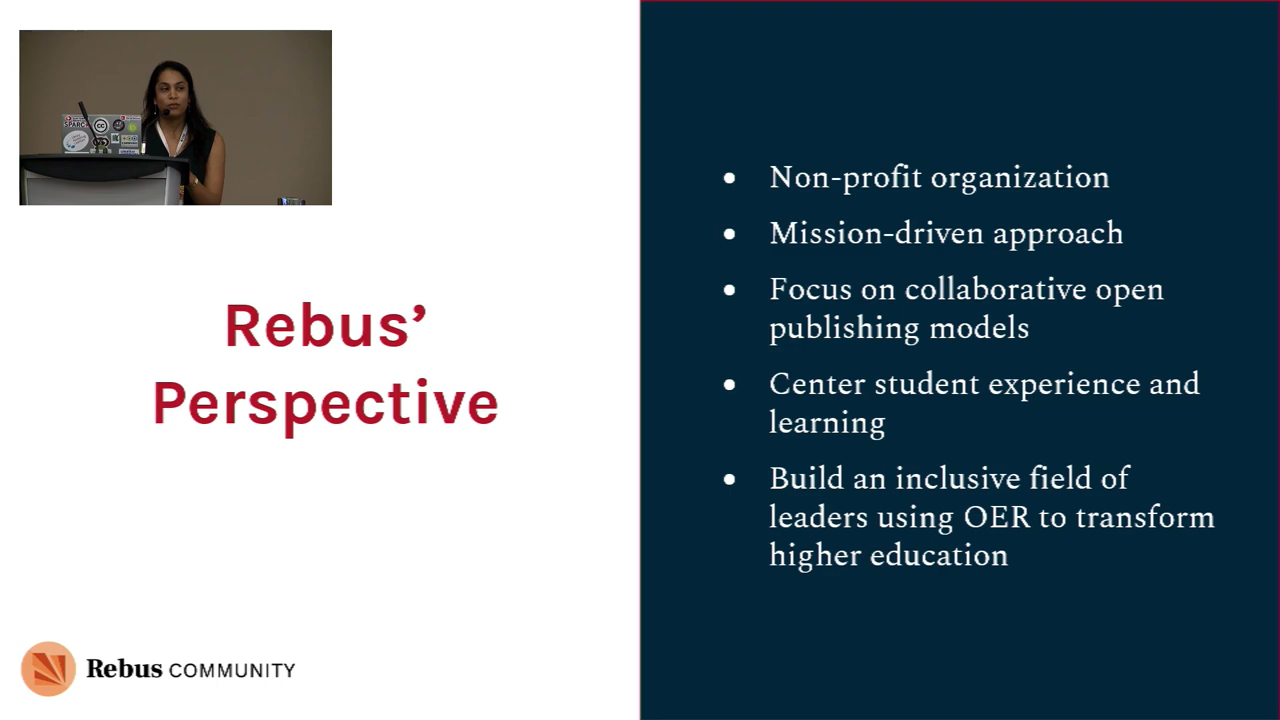 SPARC
Rebus’
Perspective
Non-profit organization
Mission-driven approach
Focus on collaborative open
publishing models
Center student experience and
learning
Build an inclusive field of
leaders using OER to transform
higher education
Rebus COMMUNITY